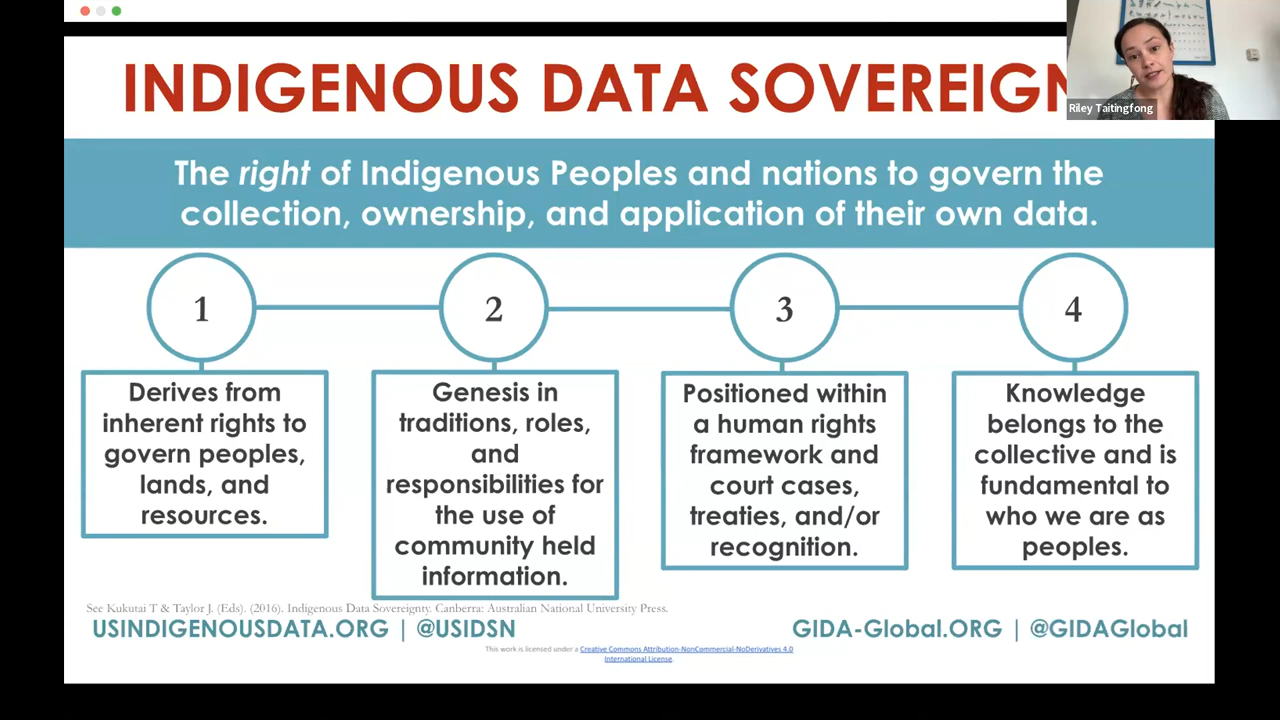 INDIGENOUS DATA SOVEREIGN
Riley Taitingfong
The right of Indigenous Peoples and nations to govern the
collection, ownership, and application of their own data.
1
Derives from
inherent rights to
govern peoples,
lands, and
resources.
2
Genesis in
traditions, roles,
and
responsibilities for
the use of
community held
information.
3
Positioned within
a human rights
framework and
court cases,
treaties, and/or
recognition.
4
Knowledge
belongs to the
collective and is
fundamental to
who we are as
peoples.
See Kukutai T & Taylor J. (Eds). (2016). Indigenous Data Sovereignty. Canberra: Australian National University Press.
USINDIGENOUSDATA.ORG | @USIDSN
GIDA-Global.ORG | @GIDAGlobal
This work is licensed under a Creative Commons Attribution-NonCommercial-NoDerivatives 4.0
International License.